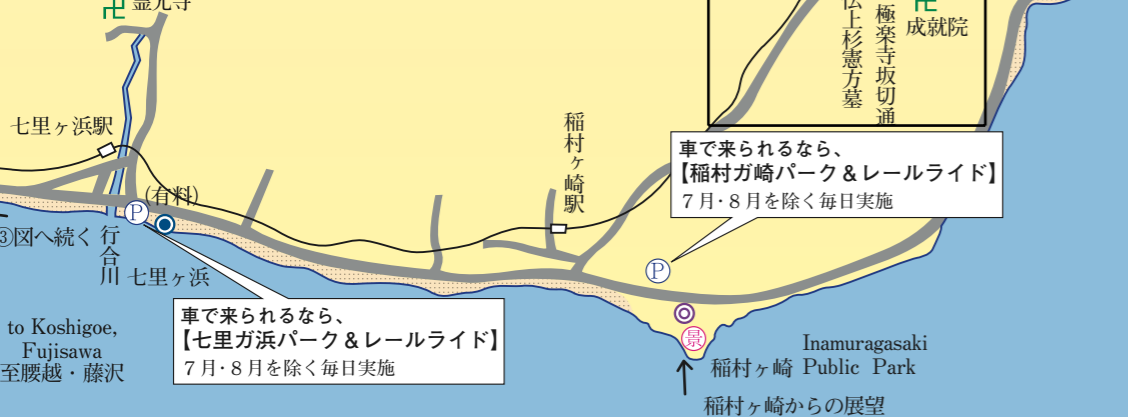 霊光寺
伝上杉憲方墓
極楽寺坂切通
成就院
七里ヶ浜駅
稲村ヶ崎駅
車で来られるなら、
【稲村ガ崎パーク＆レールライド】
7月・8月を除く毎日実施
(有料)
P
P
③図へ続く
行合川
七里ヶ浜
車で来られるなら、
【七里ガ浜パーク＆レールライド】
7月・8月を除く毎日実施
to Koshigoe,
Fujisawa
至腰越・藤沢
景
稲村ヶ崎
Inamuragasaki
Public Park
稲村ヶ崎からの展望